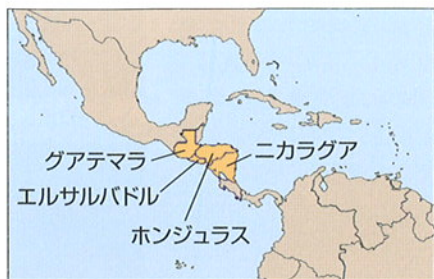 グアテマラ
ニカラグア
エルサルバドル
ホンジュラス